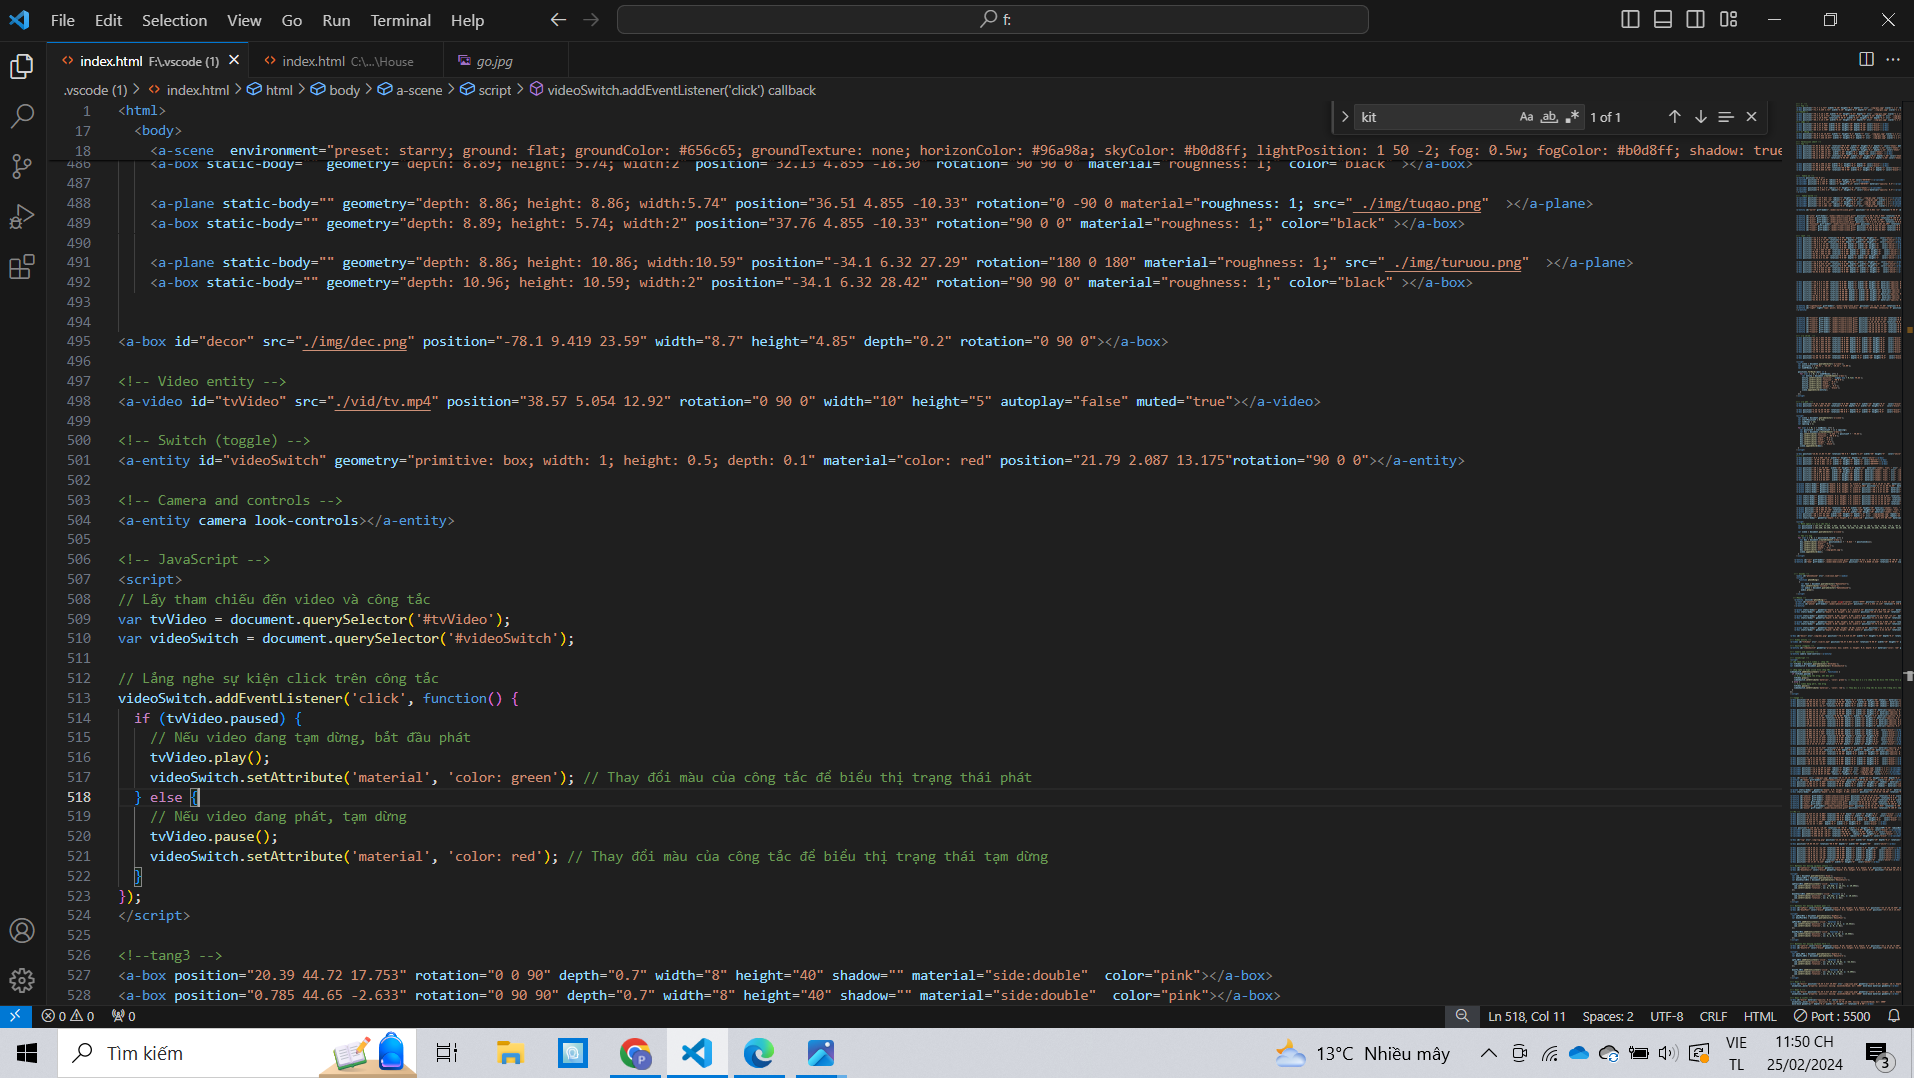 File Edit Selection View Go Run Terminal Help
f:
index.html F:\.vscode (1)
index.html C:\...\House
go.jpg
.vscode (1) > index.html > html > body > a-scene > script > videoSwitch.addEventListener('click') callback
kit
Aa ab .* 1 of 1
1 <html>
17 <body>
18 <a-scene  environment="preset: starry; ground: flat; groundColor: #656c65; groundTexture: none; horizonColor: #96a98a; skyColor: #b0d8ff; lightPosition: 1 50 -2; fog: 0.5w; fogColor: #b0d8ff; shadow: true
486 <a-box static-body="" geometry="depth: 8.89; height: 5.74; width:2" position="32.13 4.855 -18.30" rotation="90 90 0" material="roughness: 1;" color="black" ></a-box>
487
488 <a-plane static-body="" geometry="depth: 8.86; height: 8.86; width:5.74" position="36.51 4.855 -10.33" rotation="0 -90 0 material="roughness: 1; src=" ./img/tuqao.png"  ></a-plane>
489 <a-box static-body="" geometry="depth: 8.89; height: 5.74; width:2" position="37.76 4.855 -10.33" rotation="90 0 0" material="roughness: 1;" color="black" ></a-box>
490
491 <a-plane static-body="" geometry="depth: 8.86; height: 10.86; width:10.59" position="-34.1 6.32 27.29" rotation="180 0 180" material="roughness: 1;" src=" ./img/turuou.png"  ></a-plane>
492 <a-box static-body="" geometry="depth: 10.96; height: 10.59; width:2" position="-34.1 6.32 28.42" rotation="90 90 0" material="roughness: 1;" color="black" ></a-box>
493
494
495 <a-box id="decor" src="./img/dec.png" position="-78.1 9.419 23.59" width="8.7" height="4.85" depth="0.2" rotation="0 90 0"></a-box>
496
497 <!-- Video entity -->
498 <a-video id="tvVideo" src="./vid/tv.mp4" position="38.57 5.054 12.92" rotation="0 90 0" width="10" height="5" autoplay="false" muted="true"></a-video>
499
500 <!-- Switch (toggle) -->
501 <a-entity id="videoSwitch" geometry="primitive: box; width: 1; height: 0.5; depth: 0.1" material="color: red" position="21.79 2.087 13.175"rotation="90 0 0"></a-entity>
502
503 <!-- Camera and controls -->
504 <a-entity camera look-controls></a-entity>
505
506 <!-- JavaScript -->
507 <script>
508 // Lấy tham chiếu đến video và công tắc
509 var tvVideo = document.querySelector('#tvVideo');
510 var videoSwitch = document.querySelector('#videoSwitch');
511
512 // Lắng nghe sự kiện click trên công tắc
513 videoSwitch.addEventListener('click', function() {
514 if (tvVideo.paused) {
515 // Nếu video đang tạm dừng, bắt đầu phát
516 tvVideo.play();
517 videoSwitch.setAttribute('material', 'color: green'); // Thay đổi màu của công tắc để biểu thị trạng thái phát
518 } else {
519 // Nếu video đang phát, tạm dừng
520 tvVideo.pause();
521 videoSwitch.setAttribute('material', 'color: red'); // Thay đổi màu của công tắc để biểu thị trạng thái tạm dừng
522 }
523 });
524 </script>
525
526 <!--tang3 -->
527 <a-box position="20.39 44.72 17.753" rotation="0 0 90" depth="0.7" width="8" height="40" shadow="" material="side:double"  color="pink"></a-box>
528 <a-box position="0.785 44.65 -2.633" rotation="0 90 90" depth="0.7" width="8" height="40" shadow="" material="side:double"  color="pink"></a-box>
0 0 0 Ln 518, Col 11 Spaces: 2 UTF-8 CRLF HTML Port : 5500
Tìm kiếm
13°C Nhiều mây
VIE
TL
11:50 CH
25/02/2024
3